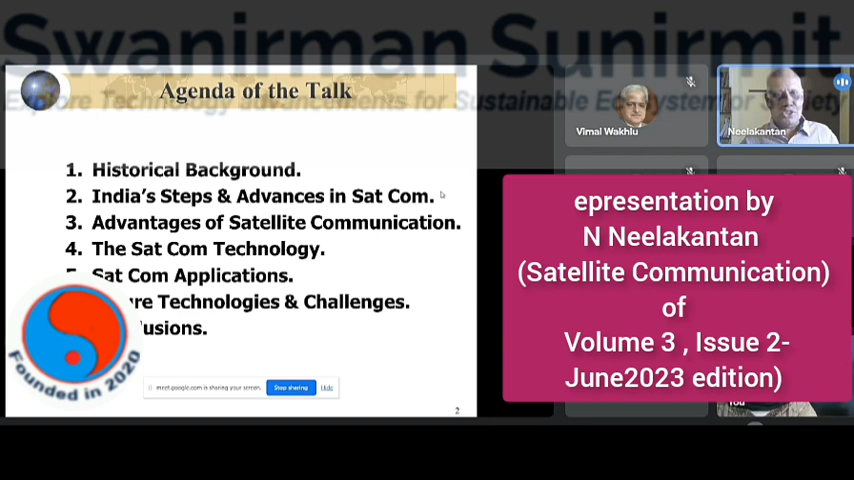 Swanirman Sunirmit
Explore Technology advancements for Sustainable Ecosystem or Society
Agenda of the Talk
1. Historical Background.
2. India's Steps & Advances in Sat Com.
3. Advantages of Satellite Communication.
4. The Sat Com Technology.
Sat Com Applications.
Technologies & Challenges.
Founded in 2020
meet.google.com is sharing your screen.
Stop sharing
Hide
2
Vimal Wakhlu
Neelakantan
epresentation by
N Neelakantan
(Satellite Communication)
of
Volume 3 , Issue 2-
June2023 edition)
You